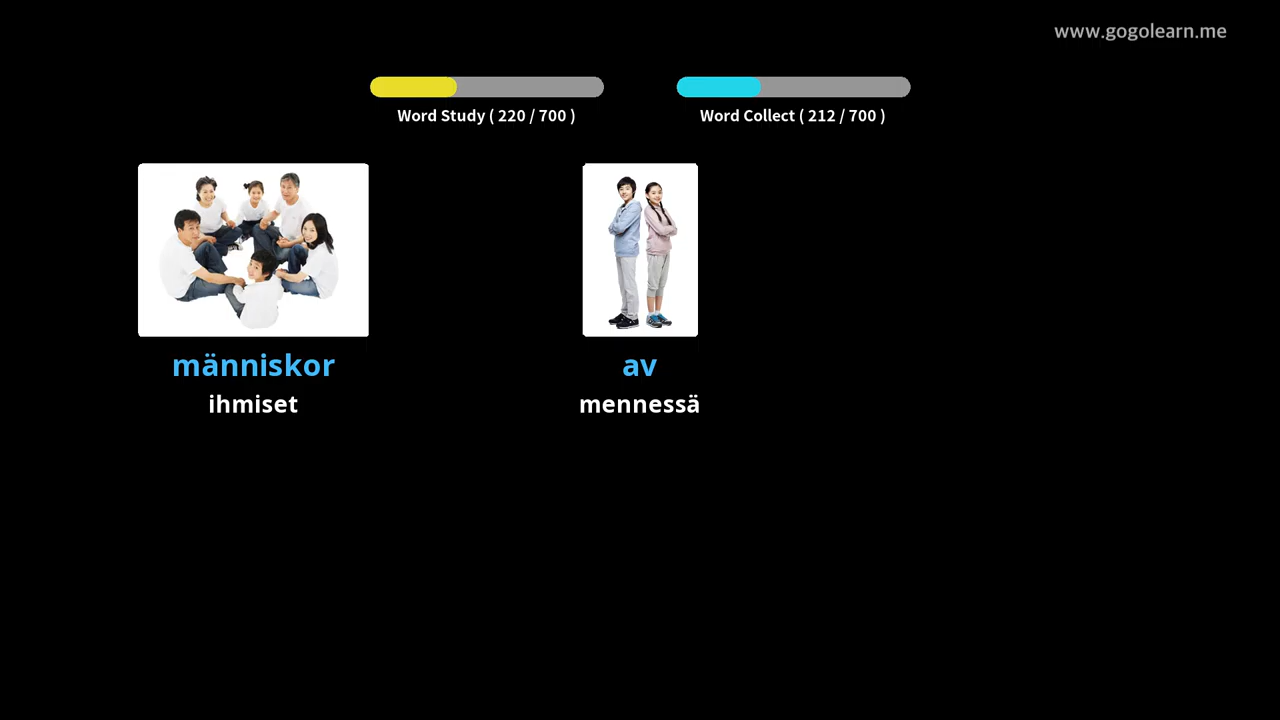 www.gogolearn.me
Word Study ( 220 / 700 )
Word Collect ( 212 / 700 )
människor
av
ihmiset
mennessä